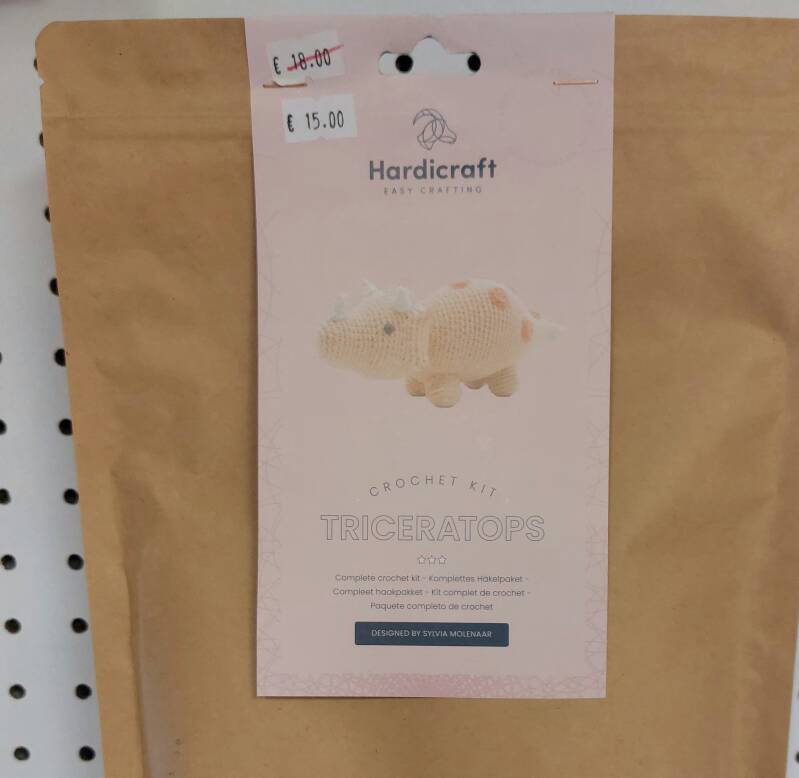 € 18.00
€ 15.00
Hardicraft
EASY CRAFTING
CROCHET KIT
TRICERATOPS
Complete crochet kit - Komplettes Häkelpaket -
Compleet haakpakket - Kit complet de crochet -
Paquete completo de crochet
DESIGNED BY SYLVIA MOLENAAR